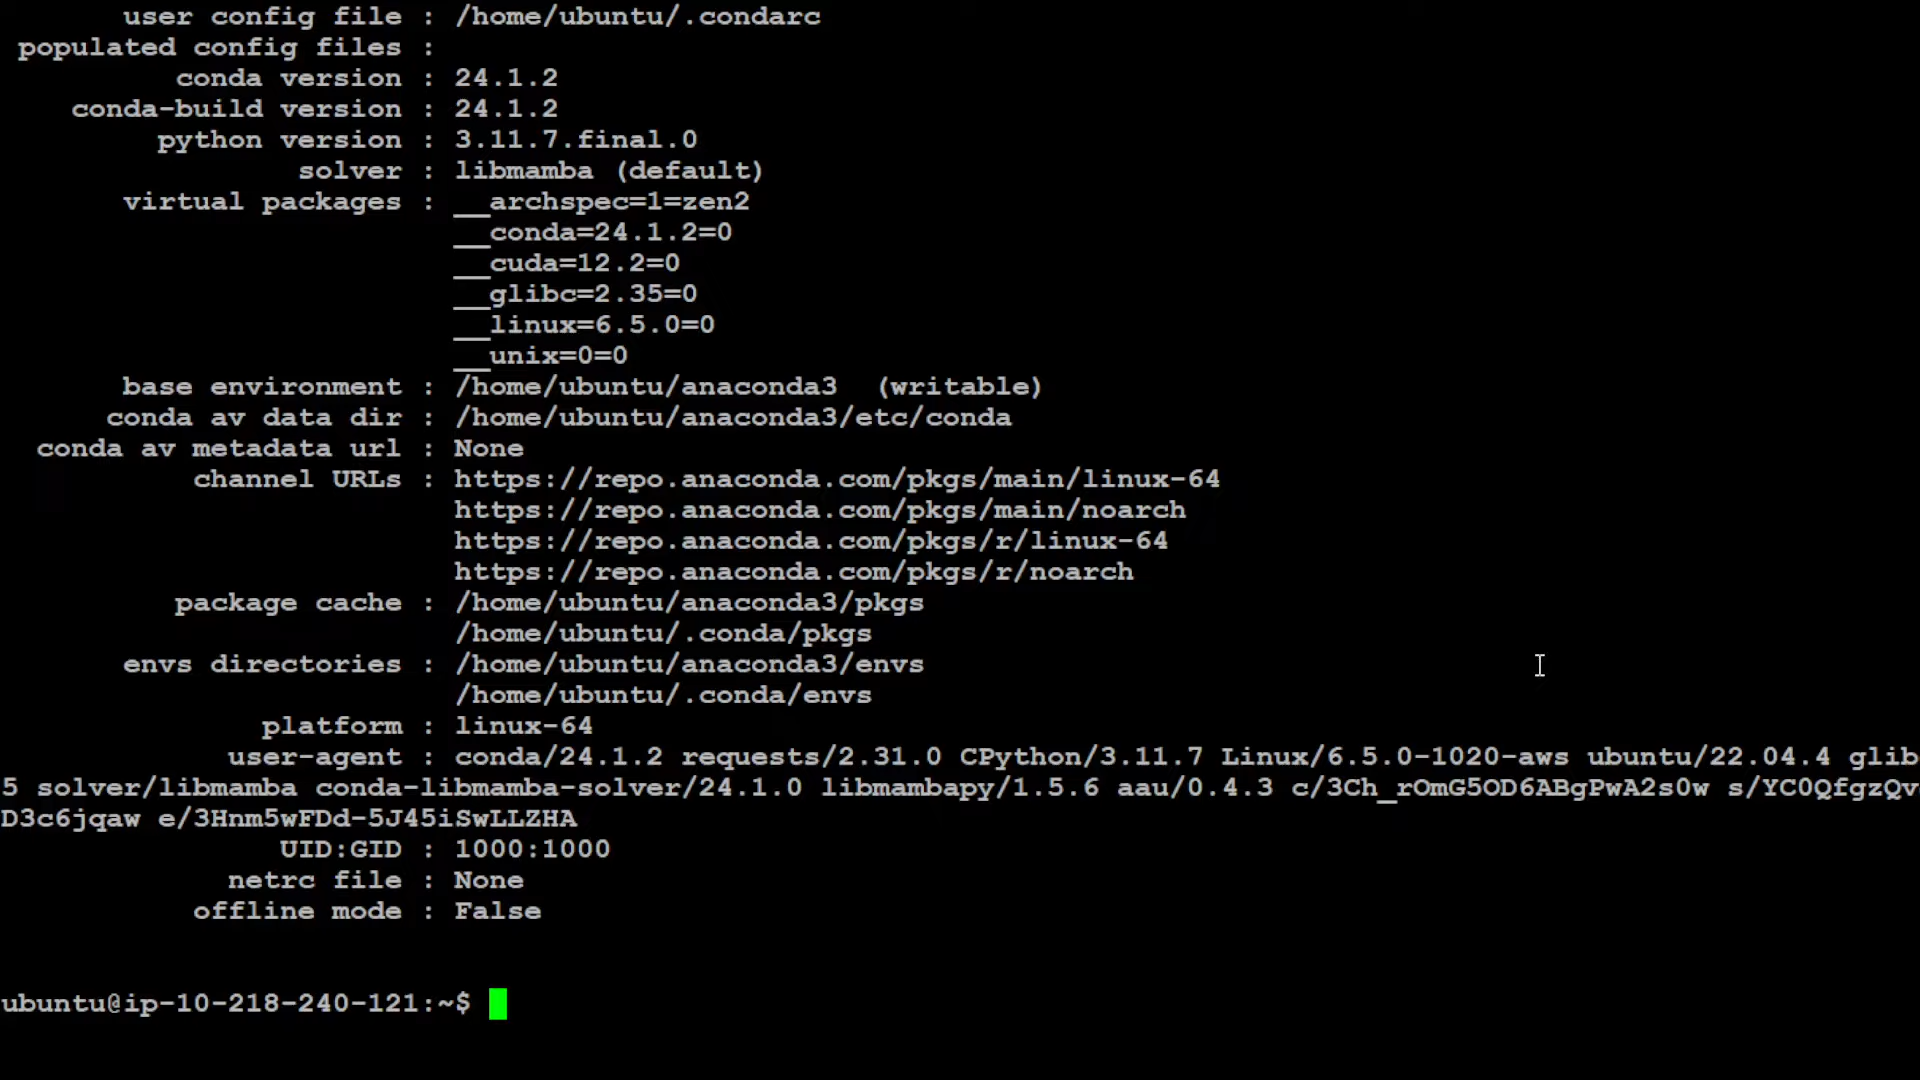 user config file : /home/ubuntu/.condarc
populated config files :
conda version : 24.1.2
conda-build version : 24.1.2
python version : 3.11.7.final.0
solver : libmamba (default)
virtual packages : __archspec=1=zen2
__conda=24.1.2=0
__cuda=12.2=0
__glibc=2.35=0
__linux=6.5.0=0
__unix=0=0
base environment : /home/ubuntu/anaconda3  (writable)
conda av data dir : /home/ubuntu/anaconda3/etc/conda
conda av metadata url : None
channel URLs : https://repo.anaconda.com/pkgs/main/linux-64
https://repo.anaconda.com/pkgs/main/noarch
https://repo.anaconda.com/pkgs/r/linux-64
https://repo.anaconda.com/pkgs/r/noarch
package cache : /home/ubuntu/anaconda3/pkgs
/home/ubuntu/.conda/pkgs
envs directories : /home/ubuntu/anaconda3/envs
/home/ubuntu/.conda/envs
platform : linux-64
user-agent : conda/24.1.2 requests/2.31.0 CPython/3.11.7 Linux/6.5.0-1020-aws ubuntu/22.04.4 glib
5 solver/libmamba conda-libmamba-solver/24.1.0 libmambapy/1.5.6 aau/0.4.3 c/3Ch_rOmG5OD6ABgPwA2s0w s/YC0QfgzQv
D3c6jqaw e/3Hnm5wFDd-5J45iSwLLZHA
UID:GID : 1000:1000
netrc file : None
offline mode : False
ubuntu@ip-10-218-240-121:~$